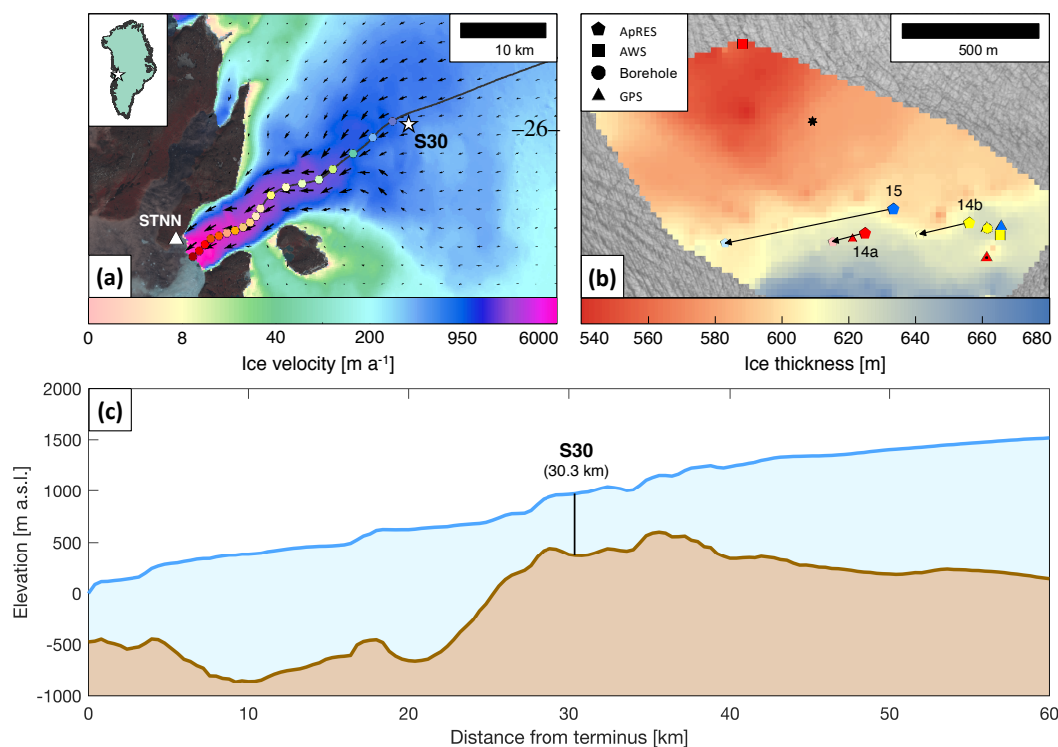 10 km
S30
–26
STNN
(a)
0 8 40 200 950 6000
Ice velocity [m a⁻¹]
ApRES
AWS
Borehole
GPS
500 m
15
14b
14a
(b)
540 560 580 600 620 640 660 680
Ice thickness [m]
(c)
2000
1500
1000
500
0
-500
-1000
Elevation [m a.s.l.]
S30
(30.3 km)
0 10 20 30 40 50 60
Distance from terminus [km]